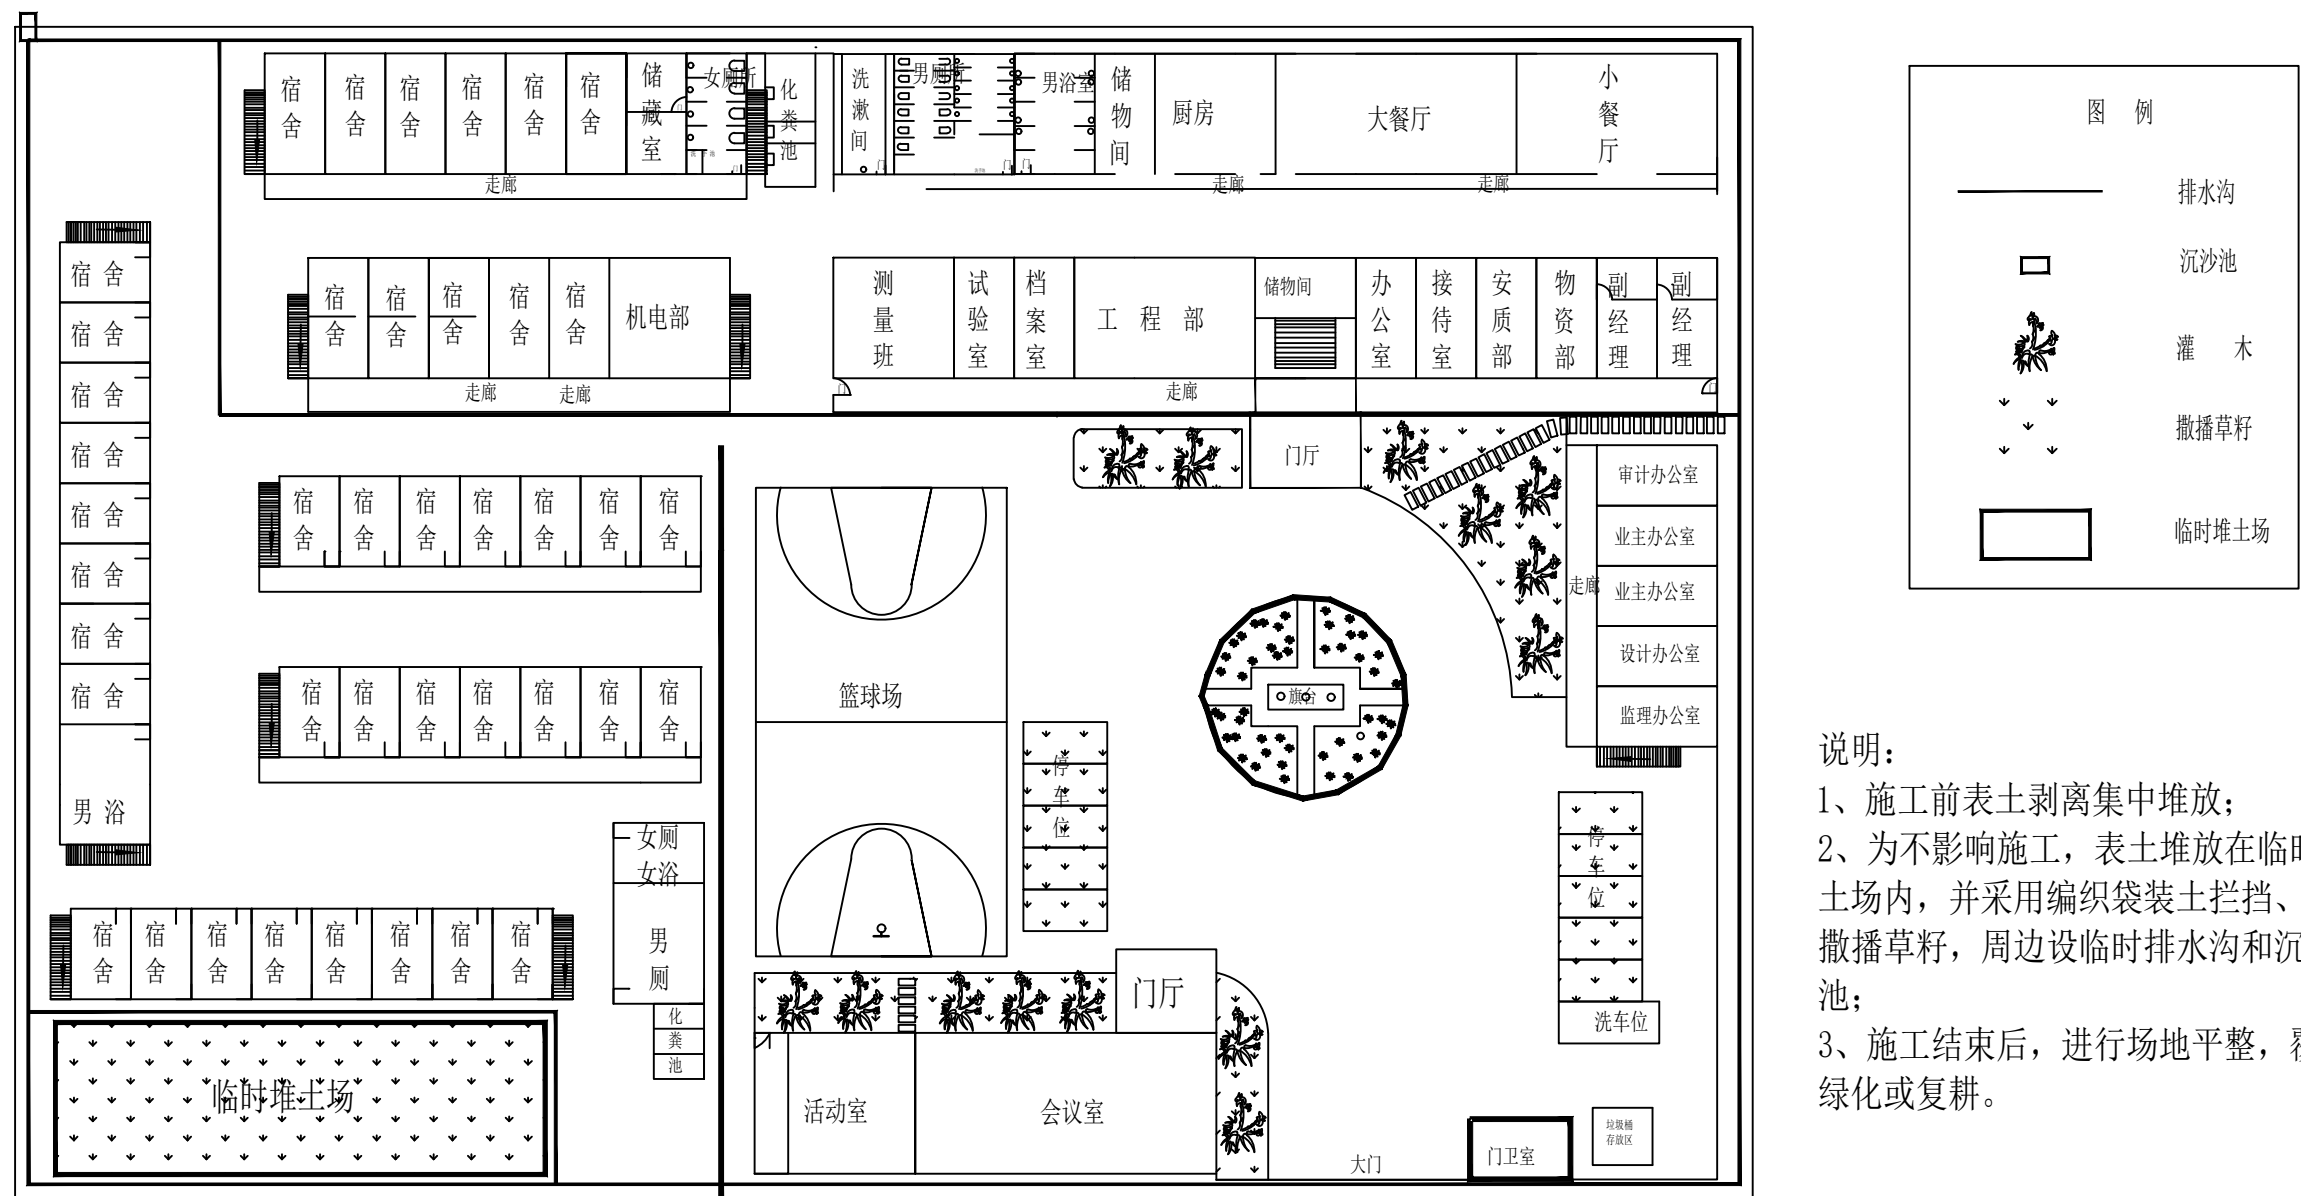 宿舍 宿舍 宿舍 宿舍 宿舍 宿舍 储藏室 女厕所 化粪池 洗漱间 男厕所 男浴室 储物间 厨房 大餐厅 小餐厅
门 门 门 门
走廊 走廊 走廊
宿舍 宿舍 宿舍 宿舍 宿舍 机电部 测量班 试验室 档案室 工程部 储物间 办公室 接待室 安质部 物资部 副经理 副经理
走廊 走廊 门 走廊 门
宿舍
宿舍
宿舍
宿舍
宿舍
宿舍
宿舍
宿舍
男浴
宿舍 宿舍 宿舍 宿舍 宿舍 宿舍 宿舍
宿舍 宿舍 宿舍 宿舍 宿舍 宿舍 宿舍
女厕
女浴
男厕
化粪池
宿舍 宿舍 宿舍 宿舍 宿舍 宿舍 宿舍 宿舍
临时堆土场
门厅
篮球场
旗台
停车位
审计办公室
业主办公室
业主办公室
设计办公室
监理办公室
走廊
停车位
洗车位
门厅
活动室 会议室
大门
门卫室
垃圾桶
存放区
图 例
排水沟
沉沙池
灌 木
撒播草籽
临时堆土场
说明：
1、施工前表土剥离集中堆放；
2、为不影响施工，表土堆放在临
土场内，并采用编织袋装土拦挡、
撒播草籽，周边设临时排水沟和沉
池；
3、施工结束后，进行场地平整，
绿化或复耕。